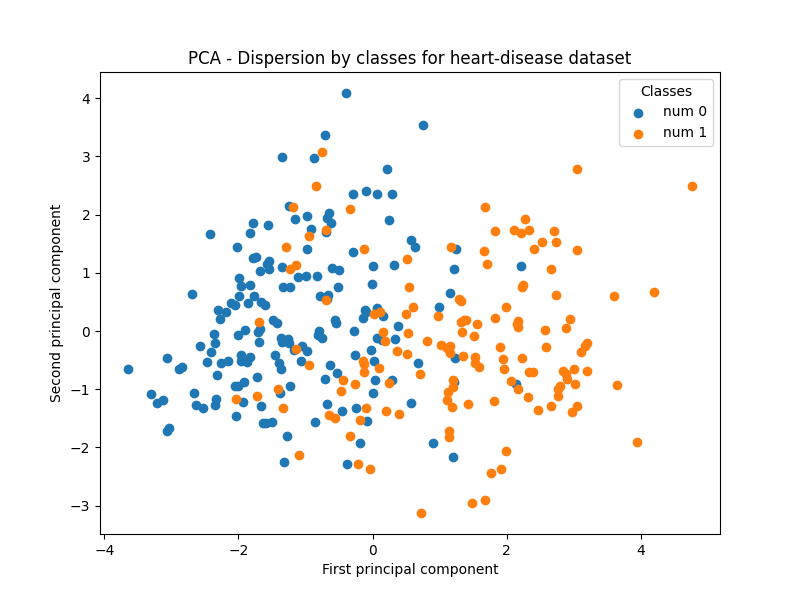 PCA - Dispersion by classes for heart-disease dataset
Classes
num 0
num 1
4
3
2
1
0
−1
−2
−3
Second principal component
−4
−2
0
2
4
First principal component